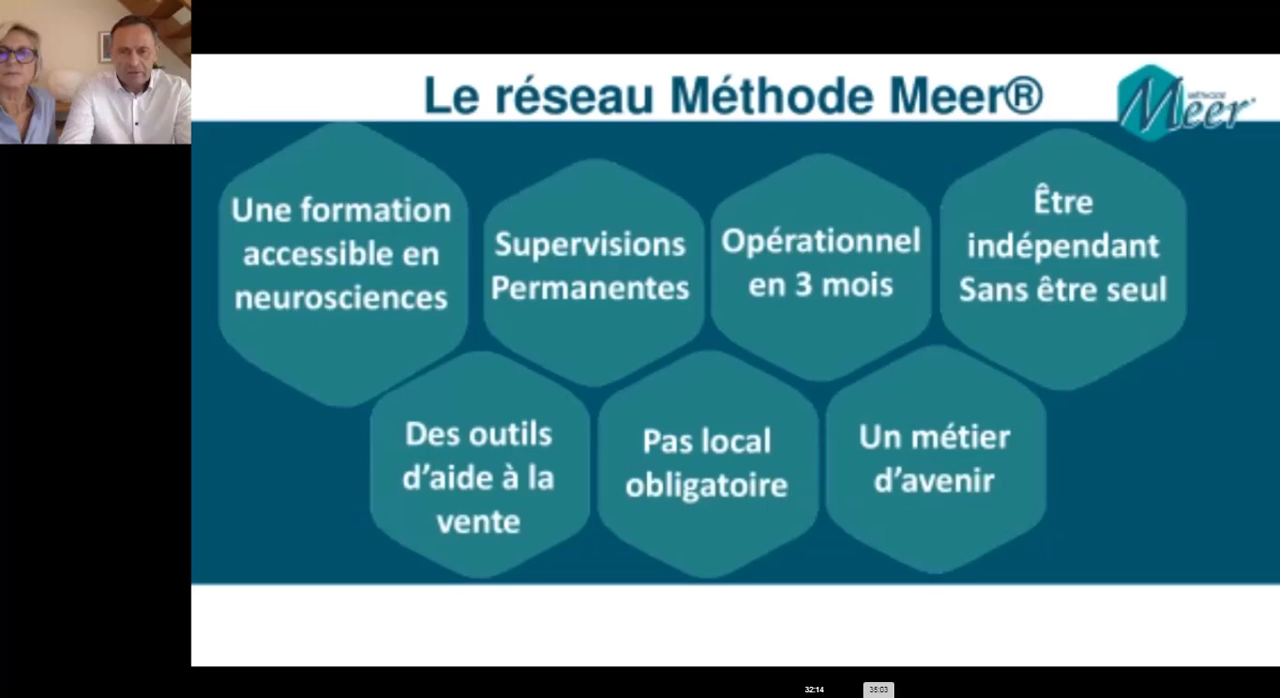 Le réseau Méthode Meer®
MÉTHODE
Meer®
Une formation
accessible en
neurosciences
Supervisions
Permanentes
Opérationnel
en 3 mois
Être
indépendant
Sans être seul
Des outils
d'aide à la
vente
Pas local
obligatoire
Un métier
d'avenir
32:14
35:03